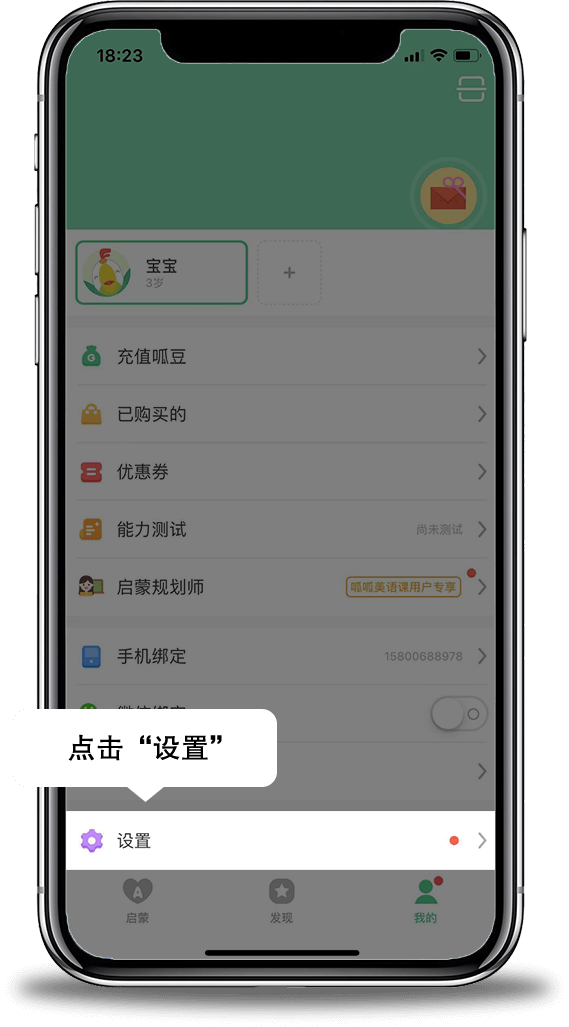 18:23
宝宝
3岁
+
充值呱豆
已购买的
优惠券
能力测试 尚未测试
启蒙规划师 呱呱美语课用户专享
手机绑定 15800688978
点击“设置”
设置
启蒙 发现 我的